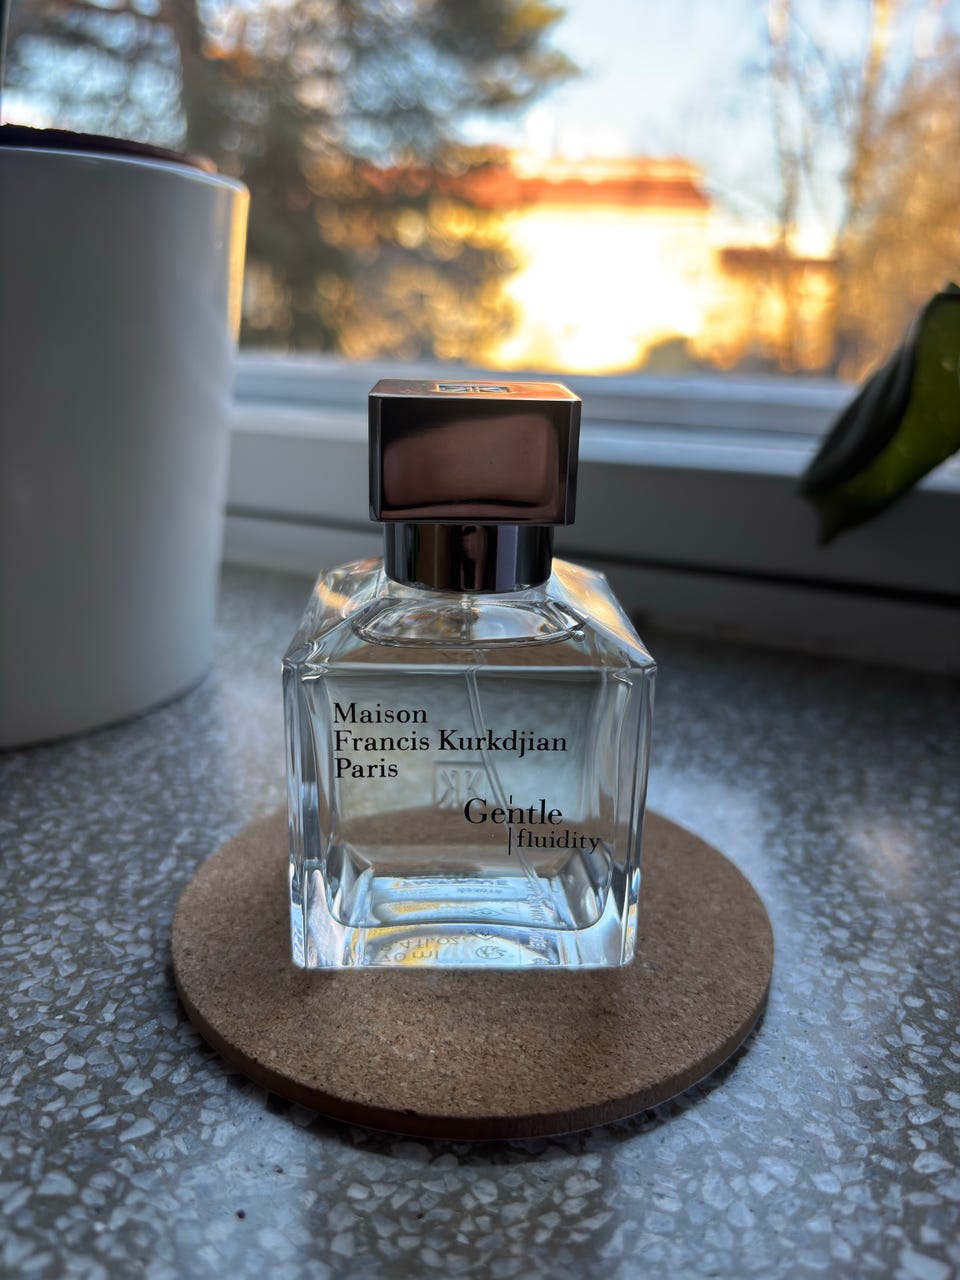 Maison
Francis Kurkdjian
Paris
Gentle
fluidity